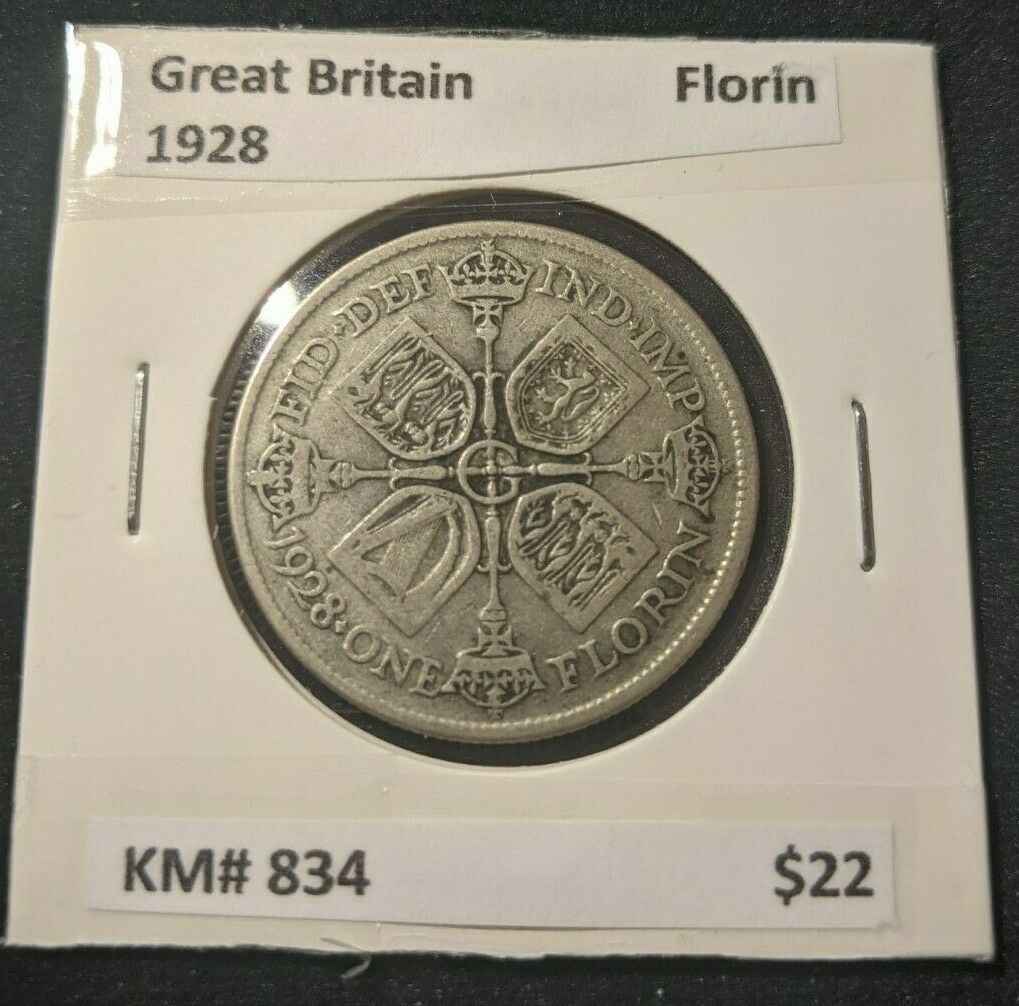 Great Britain Florin
1928
FID·DEF IND·IMP
1928·ONE FLORIN
G
KM# 834 $22